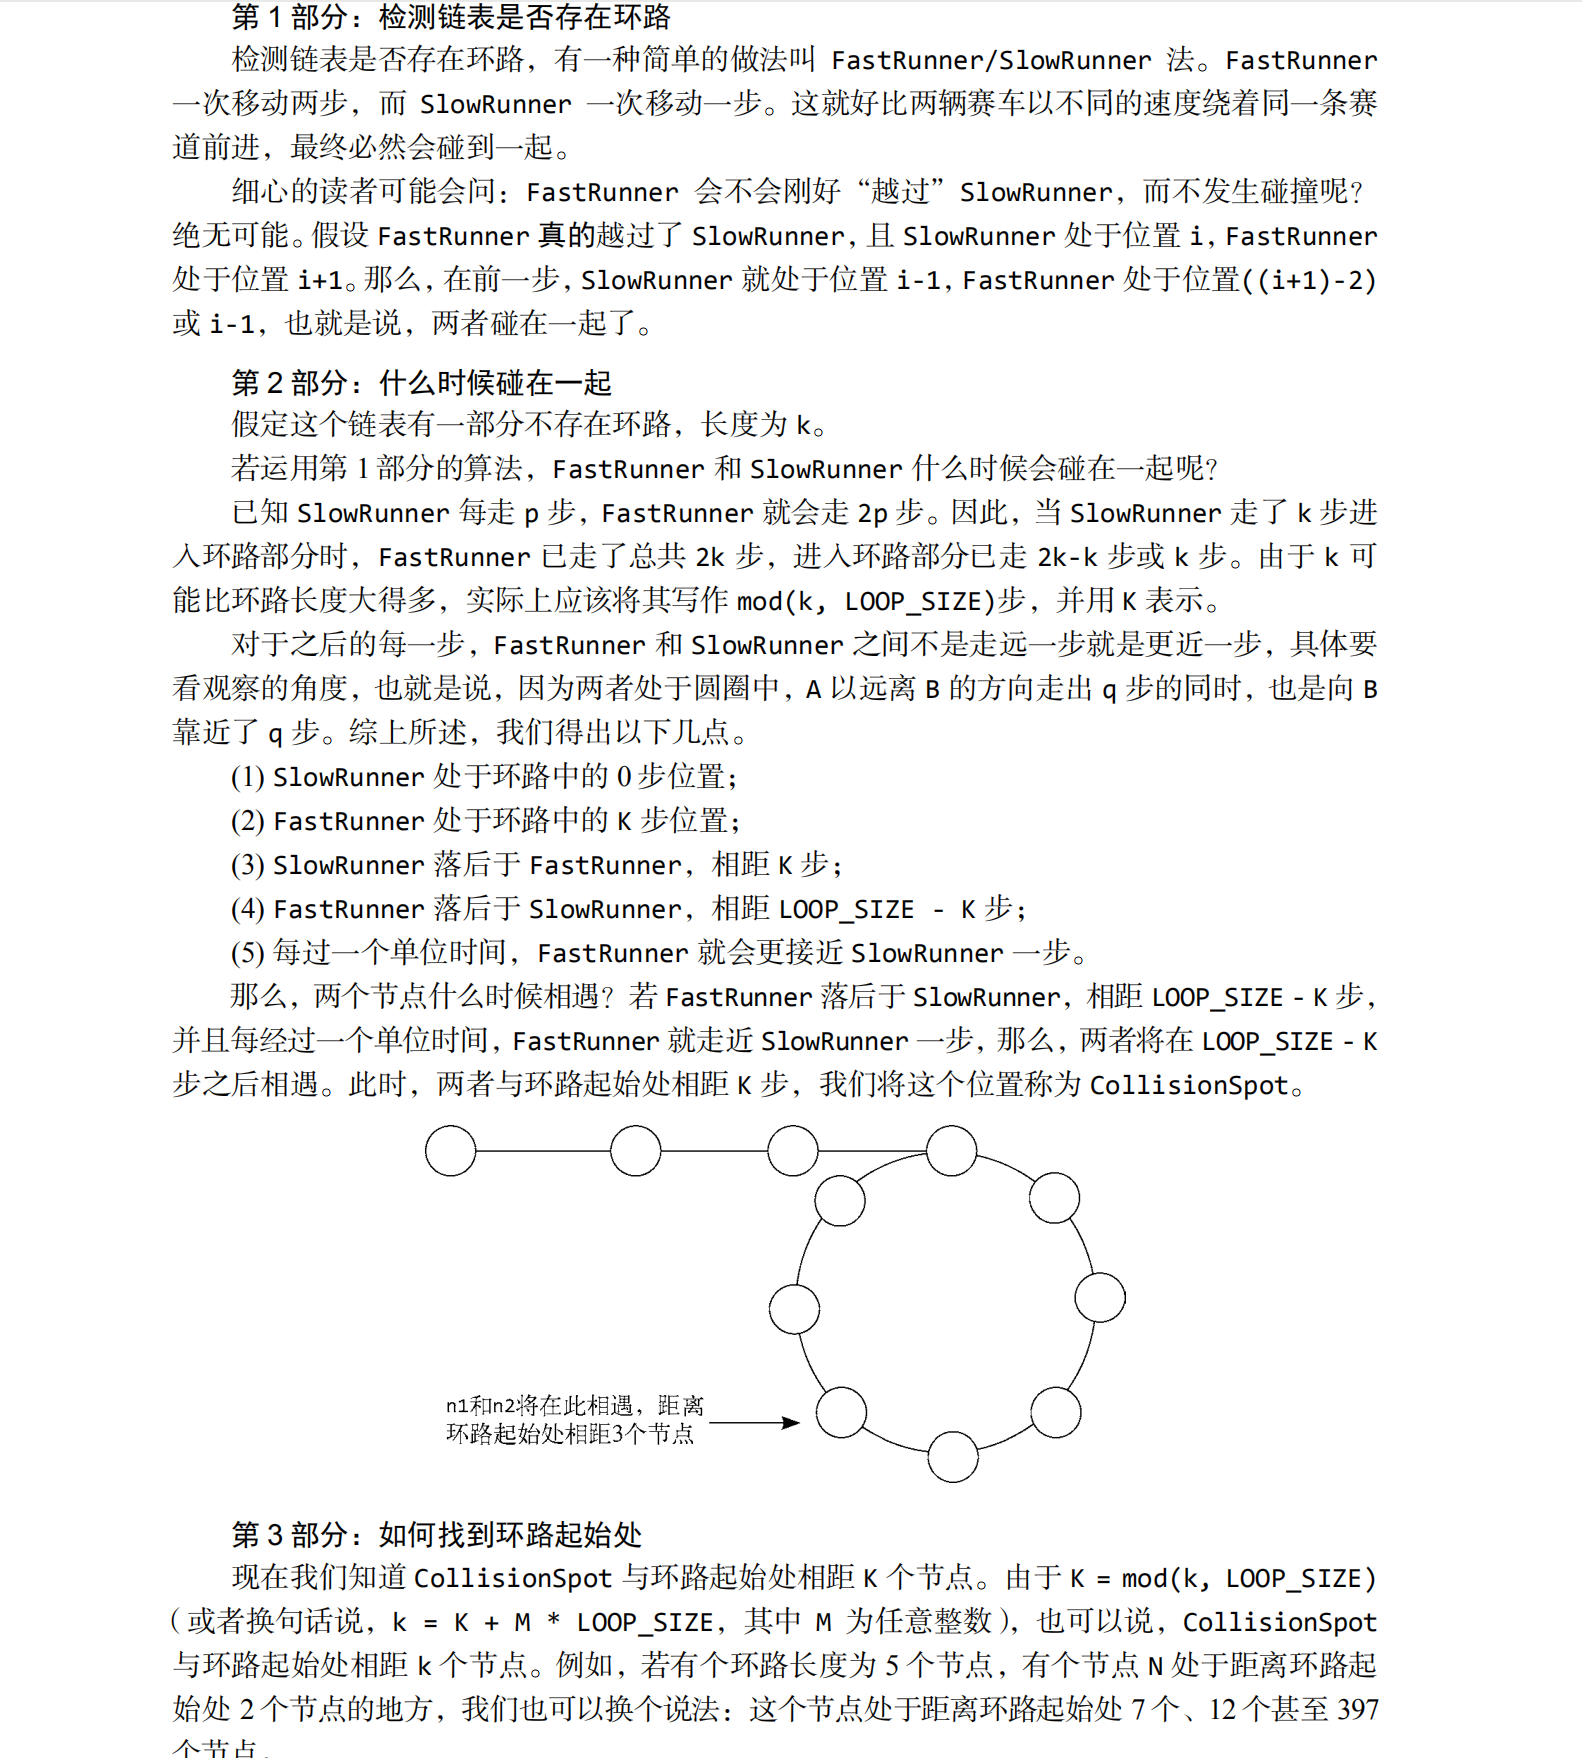 第 1 部分：检测链表是否存在环路
检测链表是否存在环路，有一种简单的做法叫 FastRunner/SlowRunner 法。FastRunner
一次移动两步，而 SlowRunner 一次移动一步。这就好比两辆赛车以不同的速度绕着同一条赛
道前进，最终必然会碰到一起。
细心的读者可能会问：FastRunner 会不会刚好“越过”SlowRunner，而不发生碰撞呢？
绝无可能。假设 FastRunner 真的越过了 SlowRunner，且 SlowRunner 处于位置 i，FastRunner
处于位置 i+1。那么，在前一步，SlowRunner 就处于位置 i-1，FastRunner 处于位置((i+1)-2)
或 i-1，也就是说，两者碰在一起了。
第 2 部分：什么时候碰在一起
假定这个链表有一部分不存在环路，长度为 k。
若运用第 1 部分的算法，FastRunner 和 SlowRunner 什么时候会碰在一起呢？
已知 SlowRunner 每走 p 步，FastRunner 就会走 2p 步。因此，当 SlowRunner 走了 k 步进
入环路部分时，FastRunner 已走了总共 2k 步，进入环路部分已走 2k-k 步或 k 步。由于 k 可
能比环路长度大得多，实际上应该将其写作 mod(k, LOOP_SIZE)步，并用 K 表示。
对于之后的每一步，FastRunner 和 SlowRunner 之间不是走远一步就是更近一步，具体要
看观察的角度，也就是说，因为两者处于圆圈中，A 以远离 B 的方向走出 q 步的同时，也是向 B
靠近了 q 步。综上所述，我们得出以下几点。
(1) SlowRunner 处于环路中的 0 步位置；
(2) FastRunner 处于环路中的 K 步位置；
(3) SlowRunner 落后于 FastRunner，相距 K 步；
(4) FastRunner 落后于 SlowRunner，相距 LOOP_SIZE - K 步；
(5) 每过一个单位时间，FastRunner 就会更接近 SlowRunner 一步。
那么，两个节点什么时候相遇？若 FastRunner 落后于 SlowRunner，相距 LOOP_SIZE - K 步，
并且每经过一个单位时间，FastRunner 就走近 SlowRunner 一步，那么，两者将在 LOOP_SIZE - K
步之后相遇。此时，两者与环路起始处相距 K 步，我们将这个位置称为 CollisionSpot。
n1和n2将在此相遇，距离
环路起始处相距3个节点
第 3 部分：如何找到环路起始处
现在我们知道 CollisionSpot 与环路起始处相距 K 个节点。由于 K = mod(k, LOOP_SIZE)
（或者换句话说，k = K + M * LOOP_SIZE，其中 M 为任意整数），也可以说，CollisionSpot
与环路起始处相距 k 个节点。例如，若有个环路长度为 5 个节点，有个节点 N 处于距离环路起
始处 2 个节点的地方，我们也可以换个说法：这个节点处于距离环路起始处 7 个、12 个甚至 397
个节点。